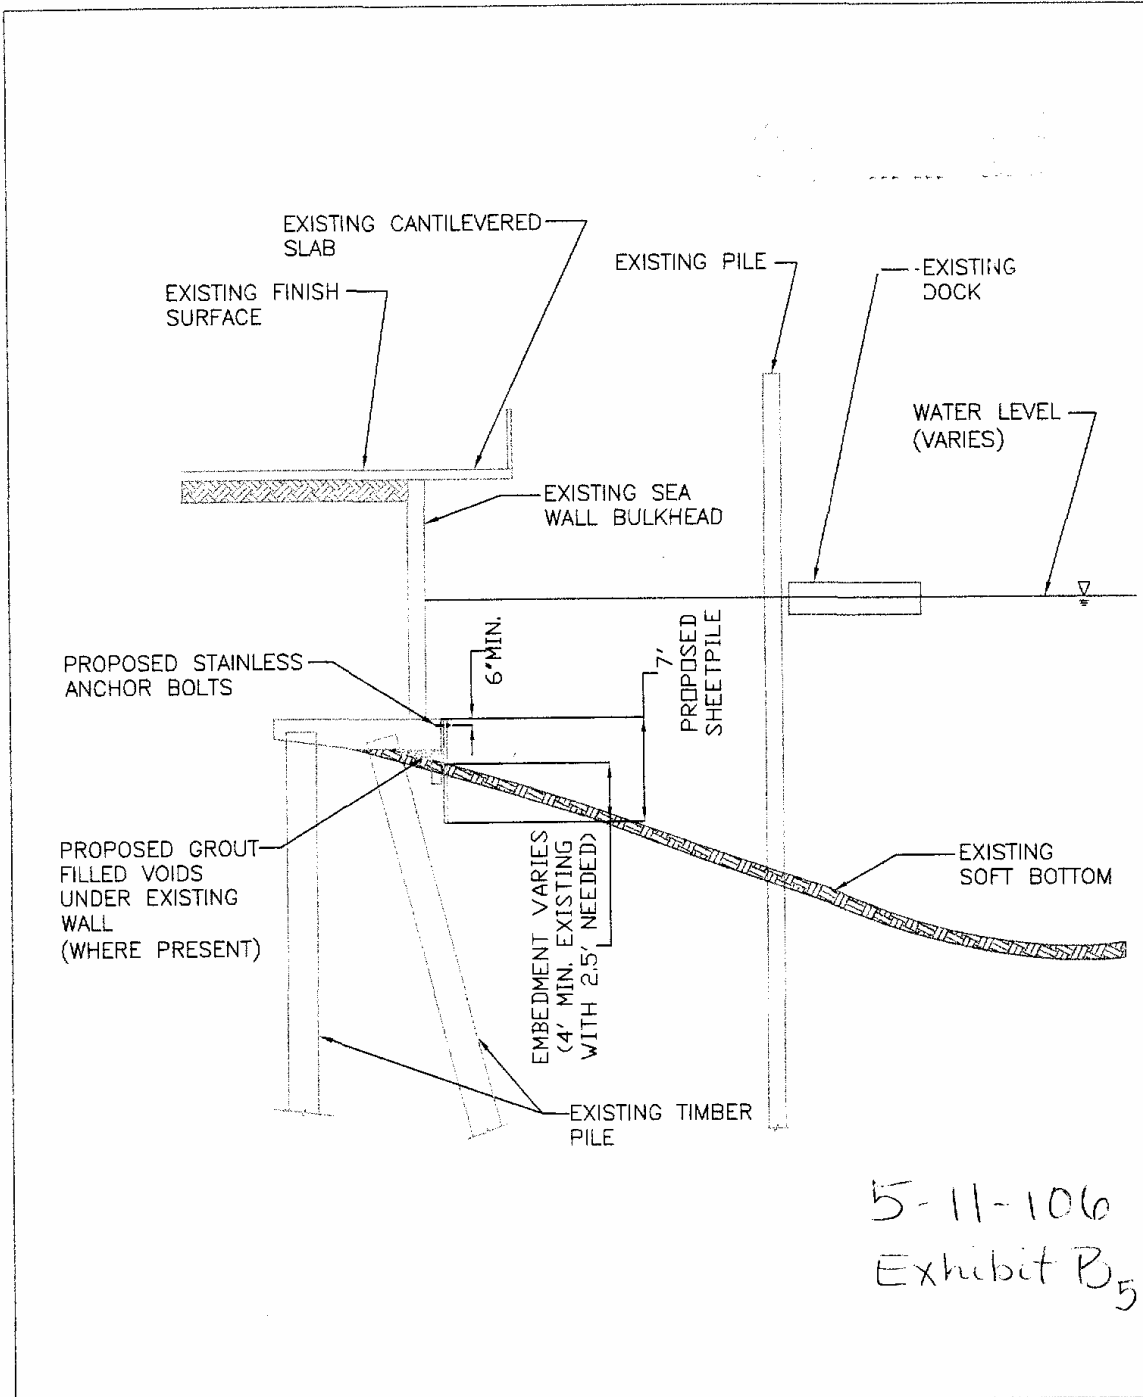 EXISTING CANTILEVERED
SLAB
EXISTING FINISH
SURFACE
EXISTING PILE
EXISTING
DOCK
WATER LEVEL
(VARIES)
EXISTING SEA
WALL BULKHEAD
PROPOSED STAINLESS
ANCHOR BOLTS
6"MIN.
7'
PROPOSED
SHEETPILE
PROPOSED GROUT
FILLED VOIDS
UNDER EXISTING
WALL
(WHERE PRESENT)
EMBEDMENT VARIES
(4' MIN. EXISTING
WITH 2.5' NEEDED)
EXISTING
SOFT BOTTOM
EXISTING TIMBER
PILE
5-11-106
Exhibit B5